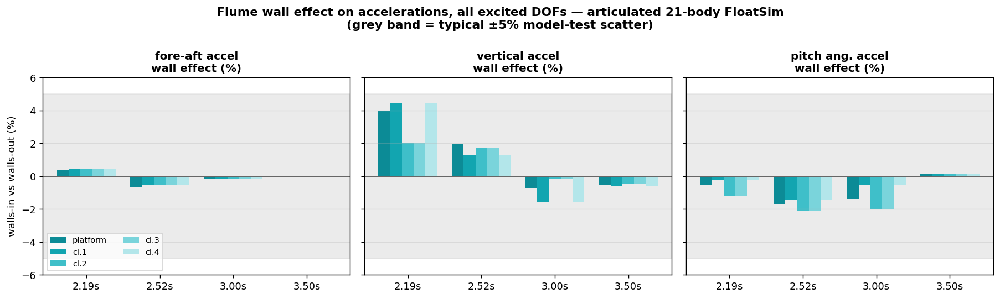 Flume wall effect on accelerations, all excited DOFs — articulated 21-body FloatSim
(grey band = typical ±5% model-test scatter)
fore-aft accel
wall effect (%)
vertical accel
wall effect (%)
pitch ang. accel
wall effect (%)
walls-in vs walls-out (%)
6
4
2
0
−2
−4
−6
platform
cl.1
cl.2
cl.3
cl.4
2.19s 2.52s 3.00s 3.50s
2.19s 2.52s 3.00s 3.50s
2.19s 2.52s 3.00s 3.50s